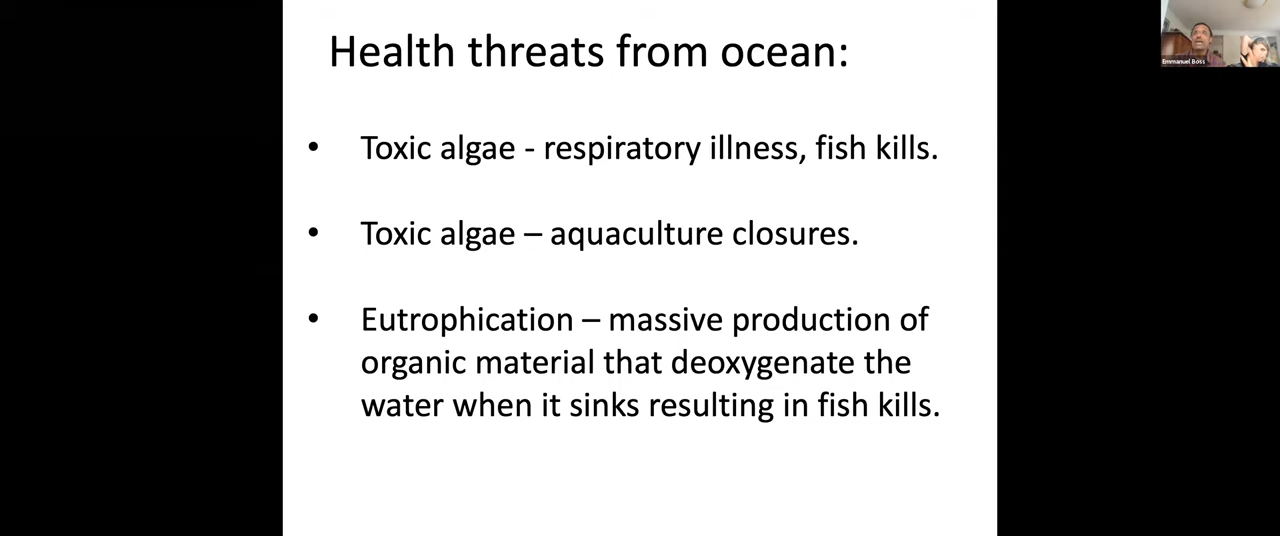 Health threats from ocean:
• Toxic algae - respiratory illness, fish kills.
• Toxic algae – aquaculture closures.
• Eutrophication – massive production of
organic material that deoxygenate the
water when it sinks resulting in fish kills.
Emmanuel Boss